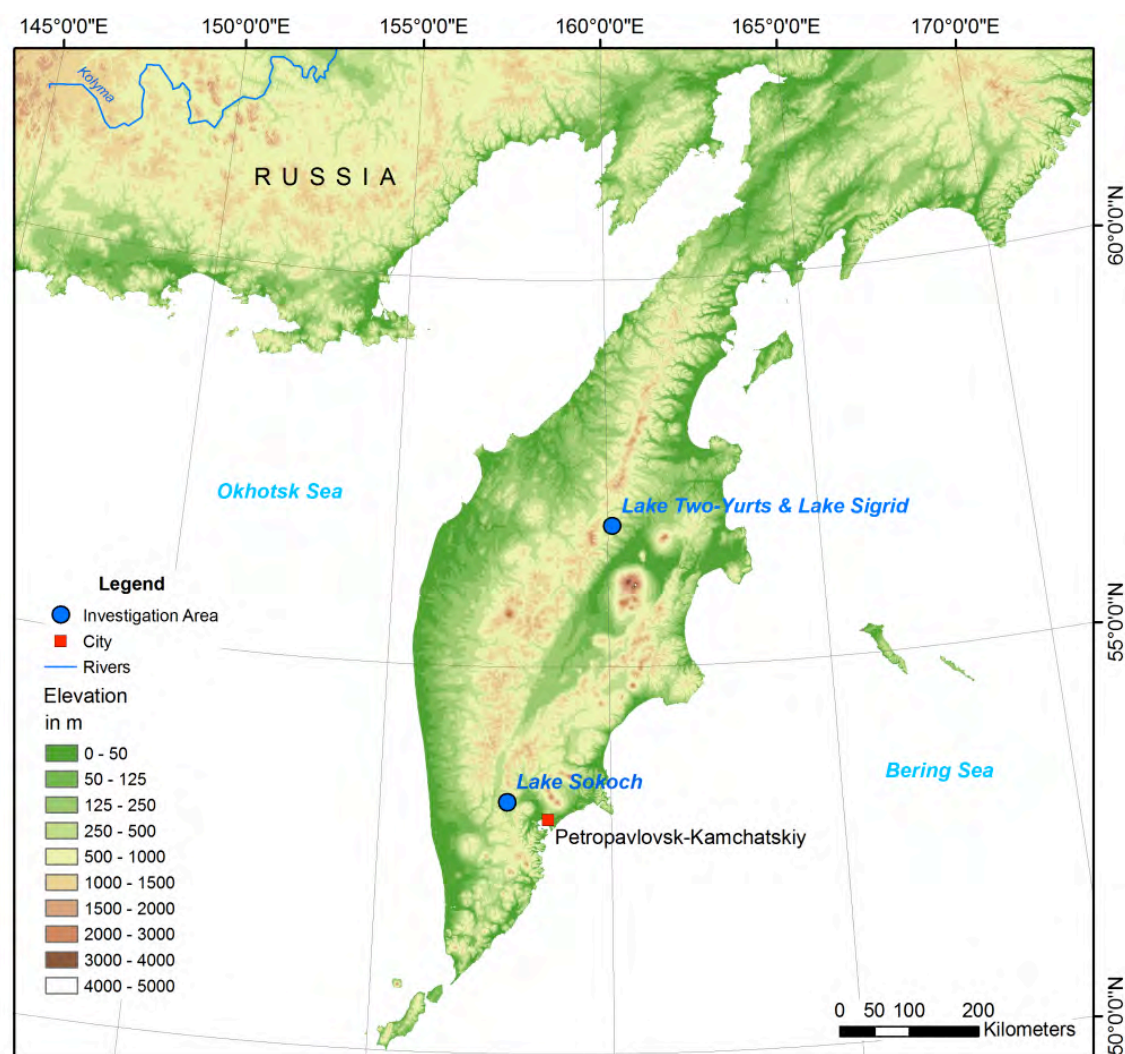 145°0'0"E 150°0'0"E 155°0'0"E 160°0'0"E 165°0'0"E 170°0'0"E
Kolyma
RUSSIA
60°0'0"N
Okhotsk Sea
Lake Two-Yurts & Lake Sigrid
Legend
Investigation Area
City
Rivers
55°0'0"N
Elevation
in m
0 - 50
50 - 125
125 - 250
250 - 500
500 - 1000
1000 - 1500
1500 - 2000
2000 - 3000
3000 - 4000
4000 - 5000
Lake Sokoch
Bering Sea
Petropavlovsk-Kamchatskiy
50°0'0"N
0 50 100 200
Kilometers